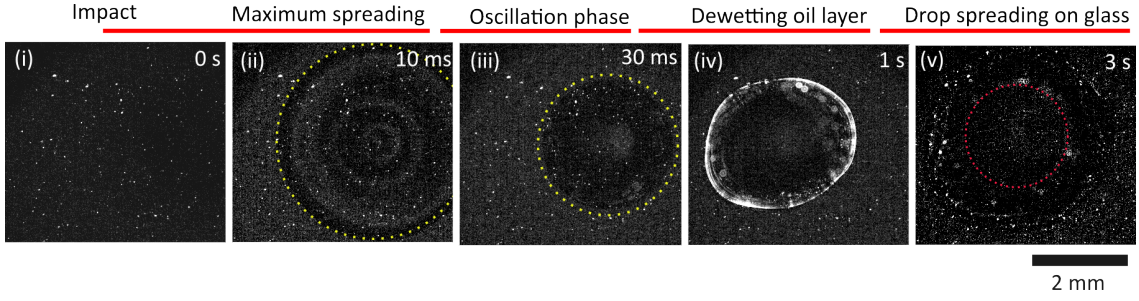 Impact
Maximum spreading
Oscillation phase
Dewetting oil layer
Drop spreading on glass
(i)
0 s
(ii)
10 ms
(iii)
30 ms
(iv)
1 s
(v)
3 s
2 mm